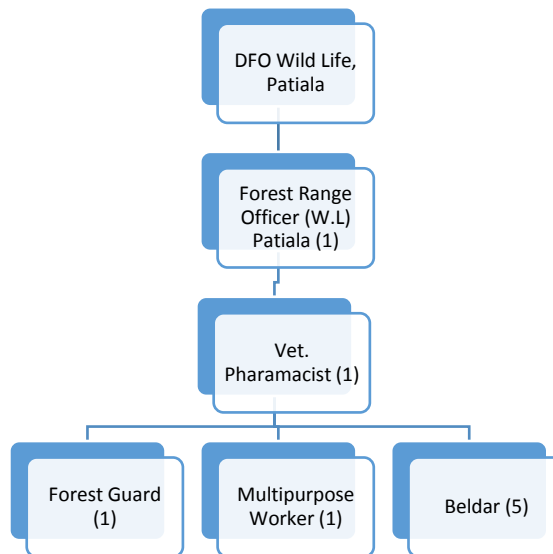 DFO Wild Life,
Patiala
Forest Range
Officer (W.L)
Patiala (1)
Vet.
Pharamacist (1)
Forest Guard
(1)
Multipurpose
Worker (1)
Beldar (5)